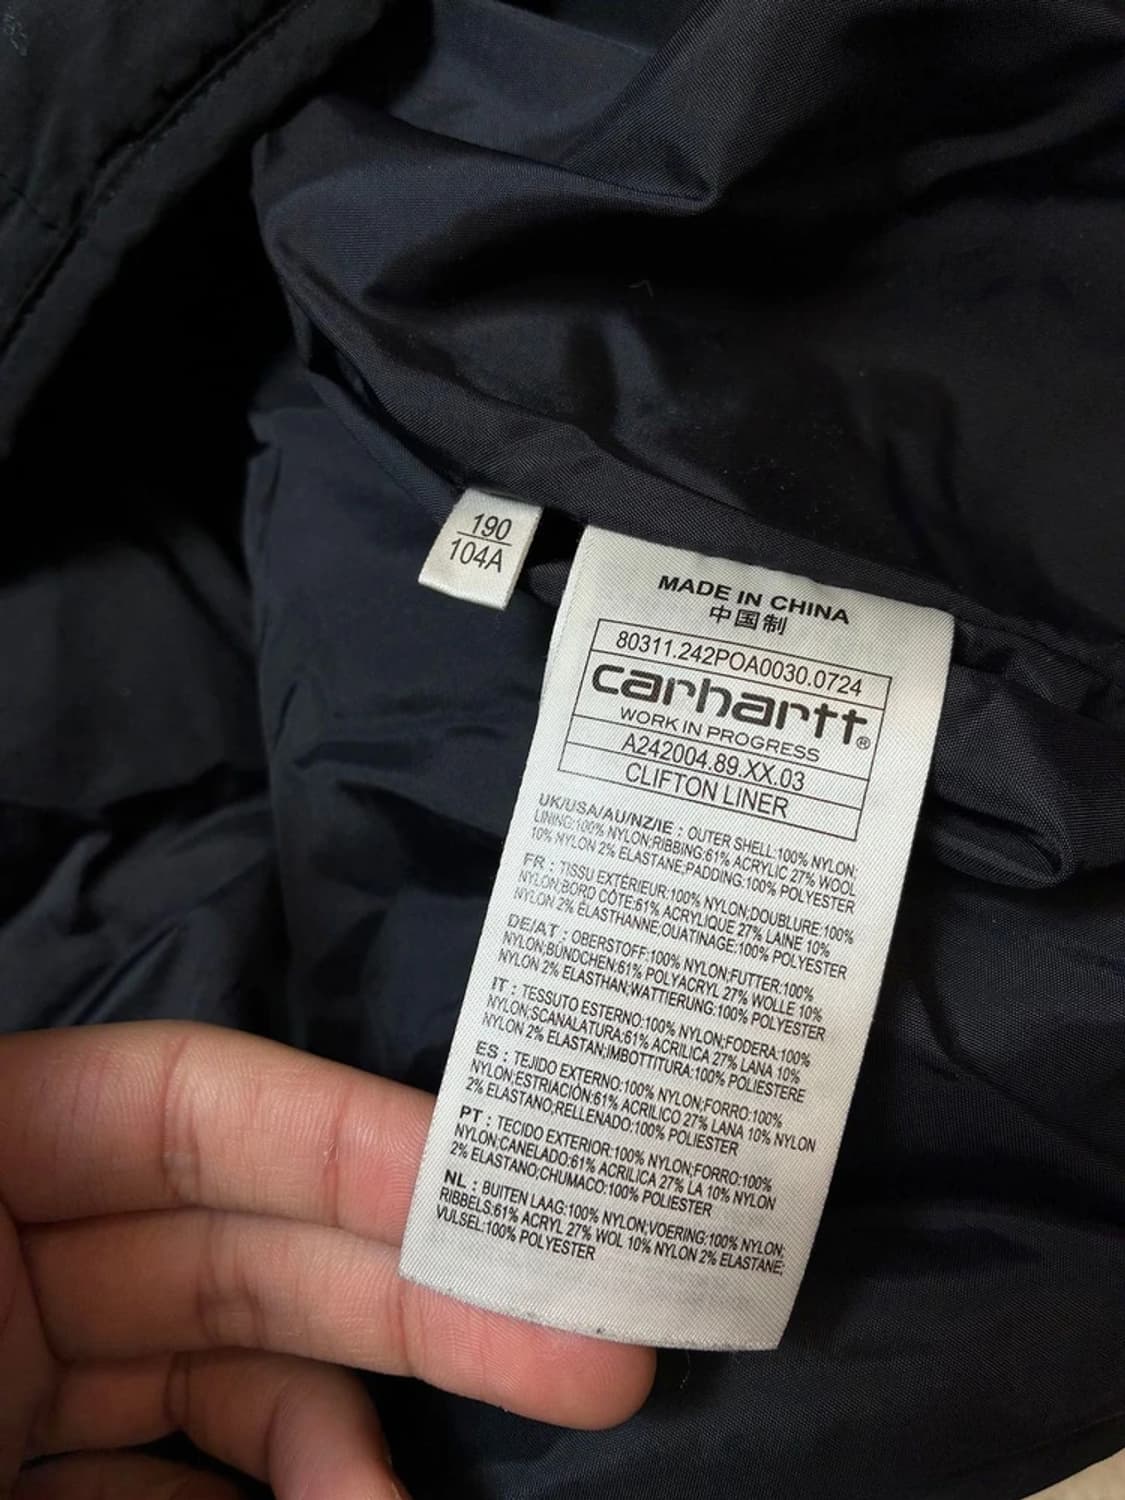 190
104A
MADE IN CHINA
中国制
80311.242POA0030.0724
carhartt®
WORK IN PROGRESS
A242004.89.XX.03
CLIFTON LINER
UK/USA/AU/NZ/IE : OUTER SHELL:100% NYLON;
LINING:100% NYLON;RIBBING:61% ACRYLIC 27% WOOL
10% NYLON 2% ELASTANE;PADDING:100% POLYESTER
FR : TISSU EXTÉRIEUR:100% NYLON;DOUBLURE:100%
NYLON;BORD CÔTE:61% ACRYLIQUE 27% LAINE 10%
NYLON 2% ÉLASTHANNE;OUATINAGE:100% POLYESTER
DE/AT : OBERSTOFF:100% NYLON;FUTTER:100%
NYLON;BÜNDCHEN:61% POLYACRYL 27% WOLLE 10%
NYLON 2% ELASTHAN;WATTIERUNG:100% POLYESTER
IT : TESSUTO ESTERNO:100% NYLON;FODERA:100%
NYLON;SCANALATURA:61% ACRILICA 27% LANA 10%
NYLON 2% ELASTAN;IMBOTTITURA:100% POLIESTERE
ES : TEJIDO EXTERNO:100% NYLON;FORRO:100%
NYLON;ESTRIACIÓN:61% ACRILICO 27% LANA 10% NYLON
2% ELASTANO;RELLENADO:100% POLIESTER
PT : TECIDO EXTERIOR:100% NYLON;FORRO:100%
NYLON;CANELADO:61% ACRILICA 27% LA 10% NYLON
2% ELASTANO;CHUMACO:100% POLIESTER
NL : BUITEN LAAG:100% NYLON;VOERING:100% NYLON;
RIBBELS:61% ACRYL 27% WOL 10% NYLON 2% ELASTANE;
VULSEL:100% POLYESTER